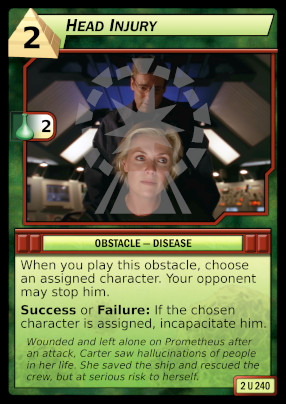 2
HEAD INJURY
2
OBSTACLE — DISEASE
When you play this obstacle, choose
an assigned character. Your opponent
may stop him.
Success or Failure: If the chosen
character is assigned, incapacitate him.
Wounded and left alone on Prometheus after
an attack, Carter saw hallucinations of people
in her life. She saved the ship and rescued the
crew, but at serious risk to herself.
2 U 240